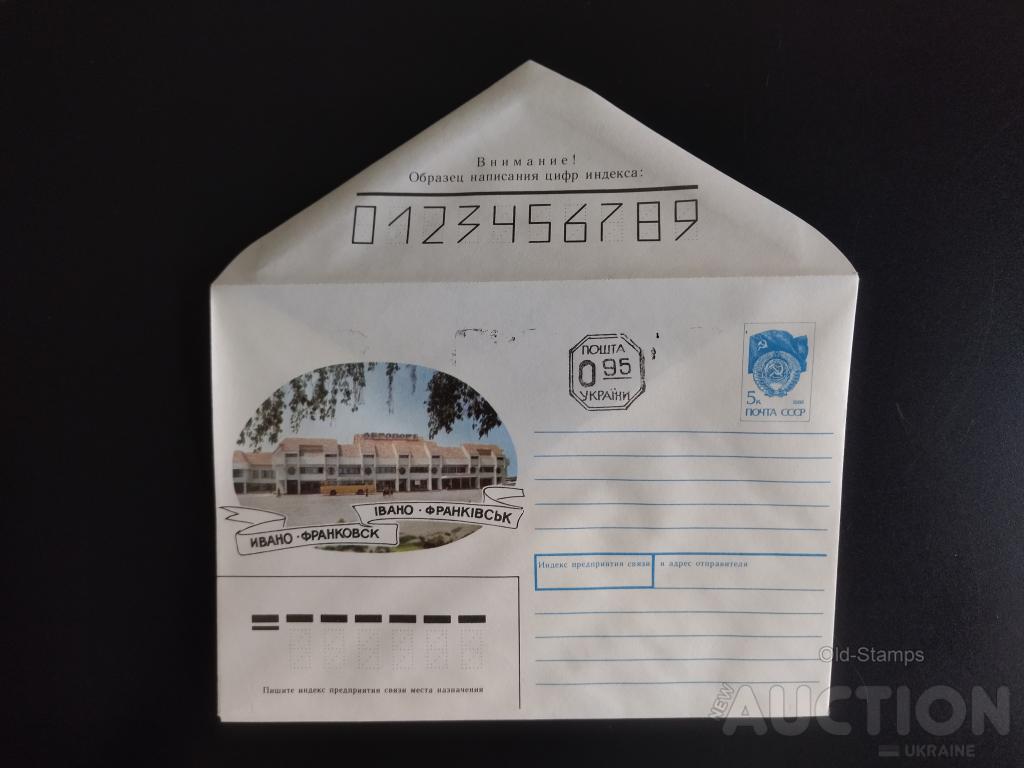 Внимание!
Образец написания цифр индекса:
0123456789
ПОШТА
0 95
УКРАЇНИ
5к
ПОЧТА СССР
АЕРОПОРТ
ІВАНО·ФРАНКІВСЬК
ИВАНО·ФРАНКОВСК
Индекс предприятия связи и адрес отправителя
Пишите индекс предприятия связи места назначения
Old-Stamps
NEW AUCTION
UKRAINE